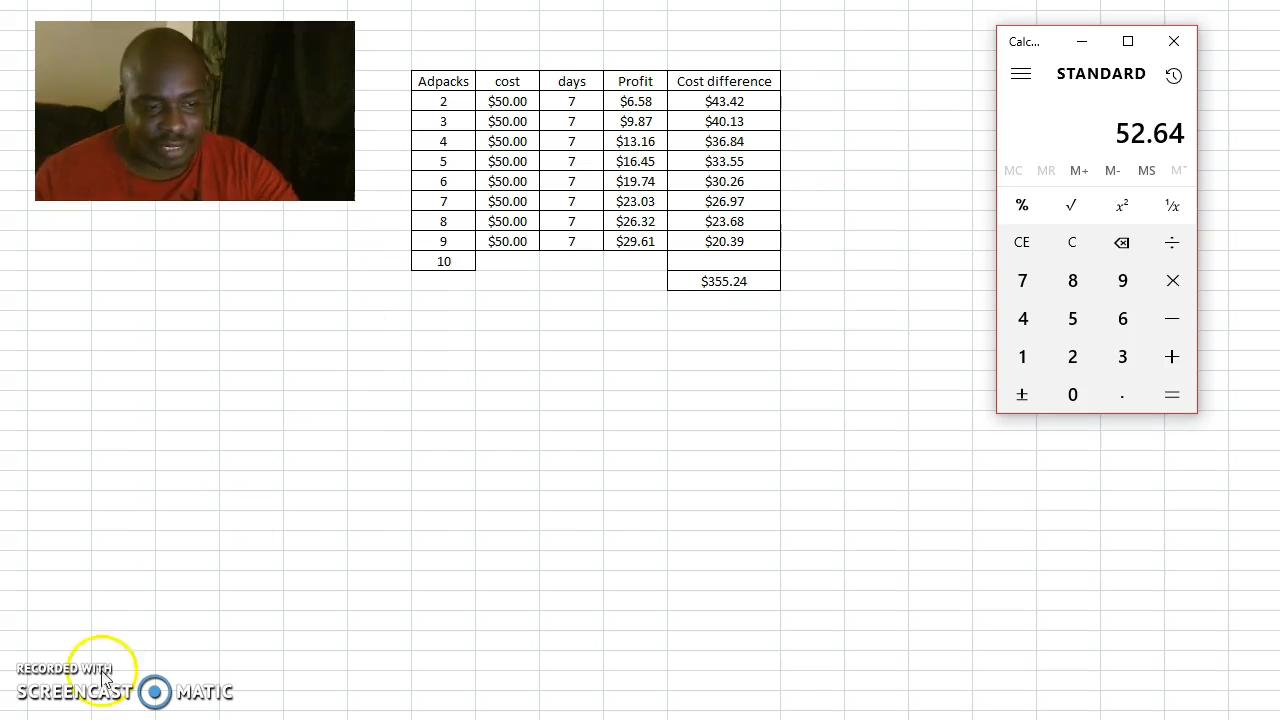 Adpacks cost days Profit Cost difference
2 $50.00 7 $6.58 $43.42
3 $50.00 7 $9.87 $40.13
4 $50.00 7 $13.16 $36.84
5 $50.00 7 $16.45 $33.55
6 $50.00 7 $19.74 $30.26
7 $50.00 7 $23.03 $26.97
8 $50.00 7 $26.32 $23.68
9 $50.00 7 $29.61 $20.39
10
$355.24
Calc...
STANDARD
52.64
MC MR M+ M- MS M˅
% √ x² ¹/x
CE C ÷
7 8 9 ×
4 5 6 −
1 2 3 +
± 0 . =
RECORDED WITH
SCREENCAST MATIC